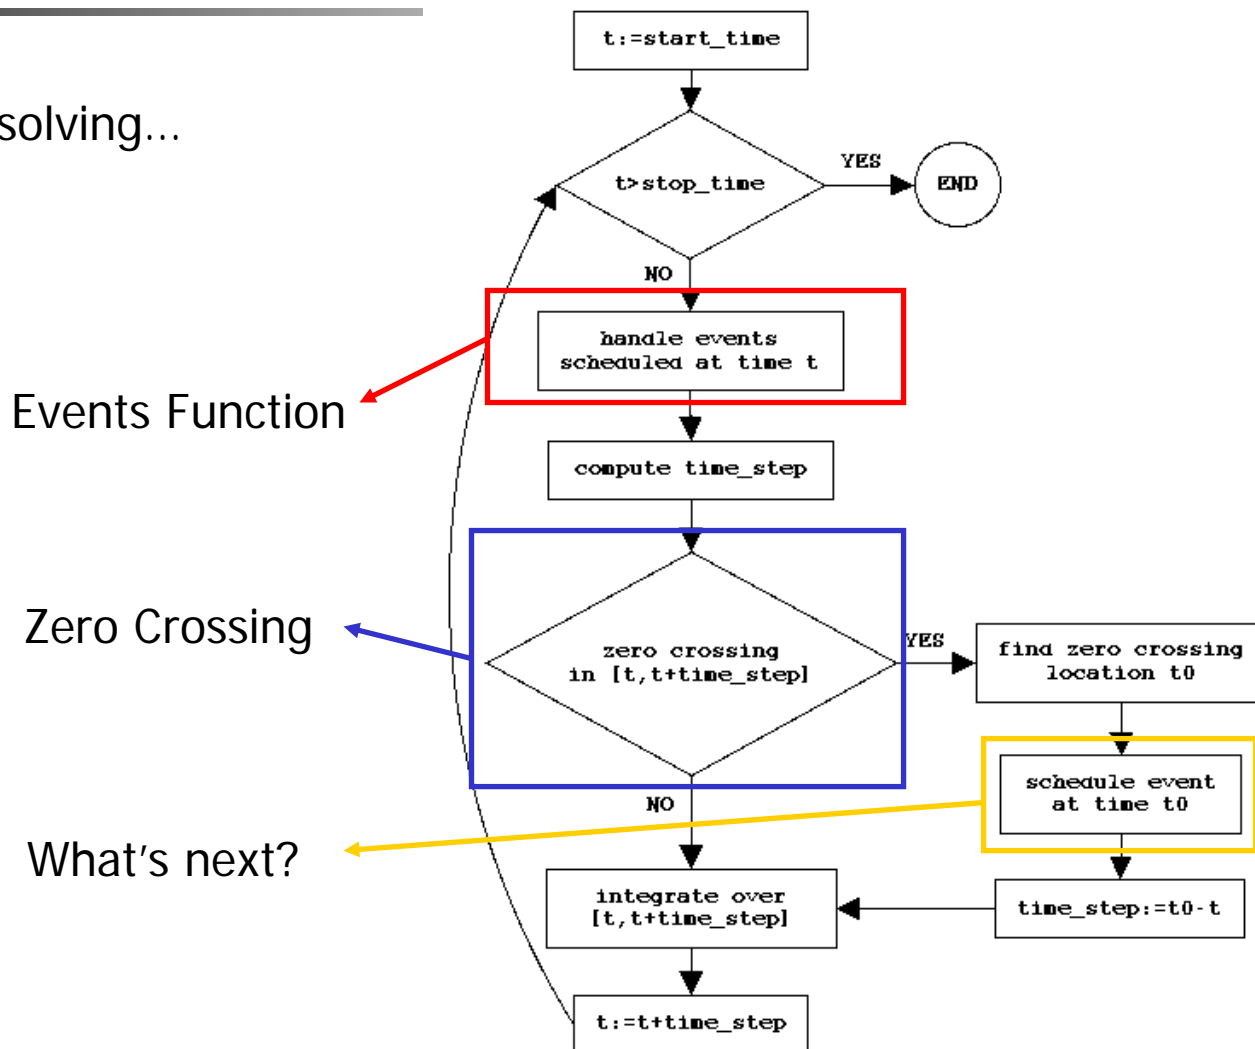 t:=start_time
solving...
t>stop_time
YES
END
NO
handle events
scheduled at time t
Events Function
compute time_step
Zero Crossing
zero crossing
in [t,t+time_step]
YES
find zero crossing
location t0
NO
schedule event
at time t0
What's next?
integrate over
[t,t+time_step]
time_step:=t0-t
t:=t+time_step